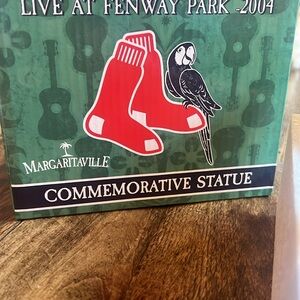 LIVE AT FENWAY PARK -2004
MARGARITAVILLE
COMMEMORATIVE STATUE